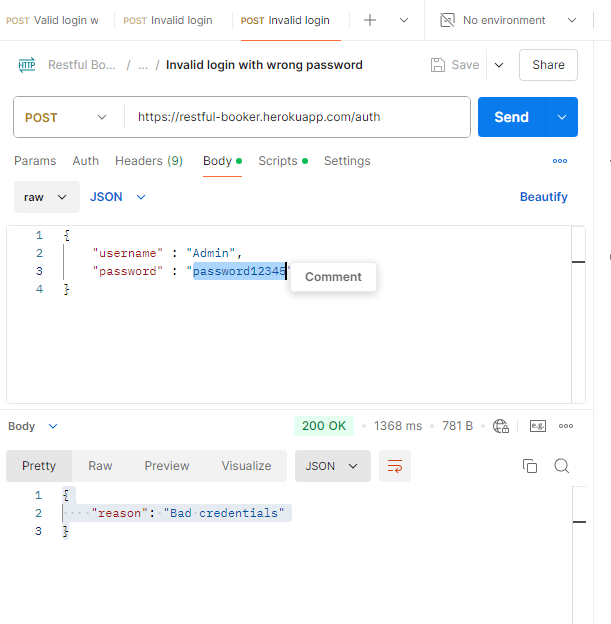 POST Valid login w POST Invalid login POST Invalid login No environment
HTTP Restful Bo... / ... / Invalid login with wrong password Save Share
POST https://restful-booker.herokuapp.com/auth Send
Params Auth Headers (9) Body Scripts Settings
raw JSON Beautify
1 {
2 "username" : "Admin",
3 "password" : "password12345"
Comment
4 }
Body 200 OK 1368 ms 781 B e.g.
Pretty Raw Preview Visualize JSON
1 {
2 "reason": "Bad credentials"
3 }